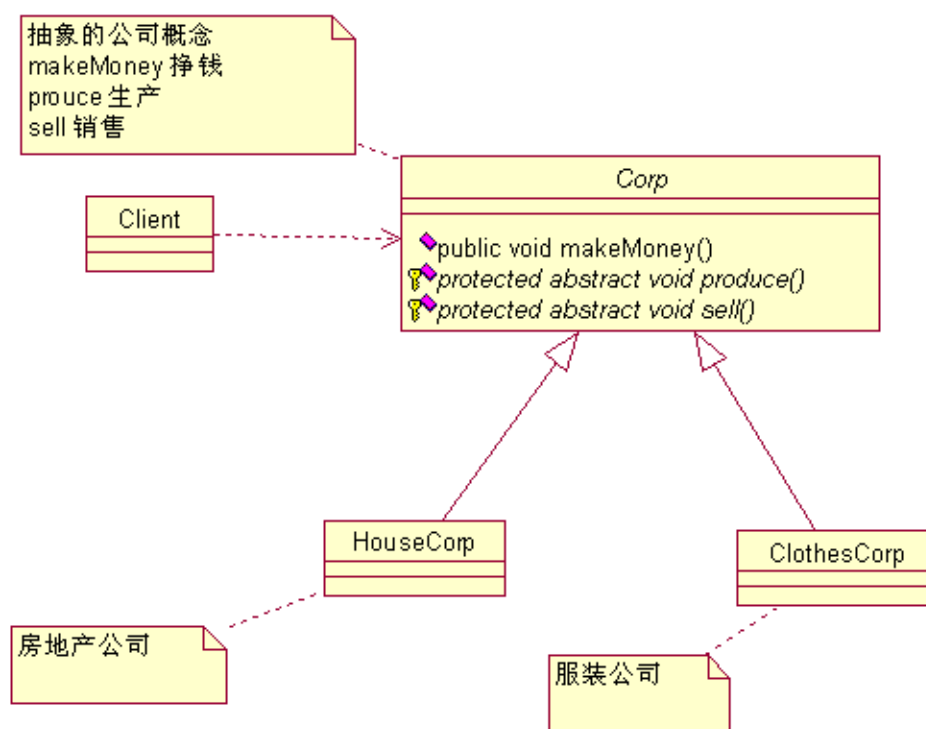 抽象的公司概念
makeMoney 挣钱
prouce 生产
sell 销售
Corp
Client
public void makeMoney()
protected abstract void produce()
protected abstract void sell()
HouseCorp
ClothesCorp
房地产公司
服装公司